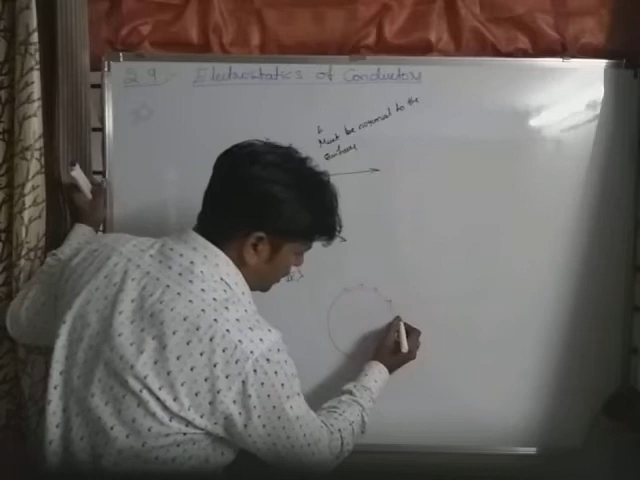 2.9 Electrostatics of Conductors
E
Must be normal to the
surface